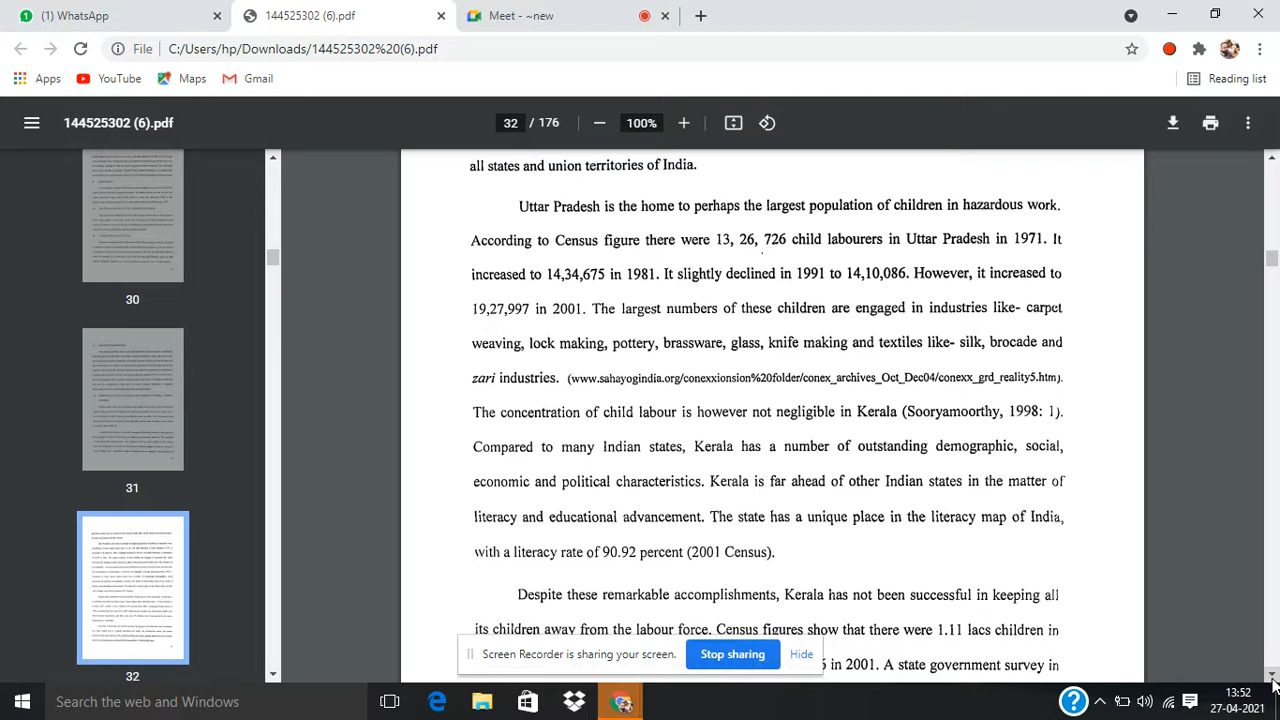 (1) WhatsApp
144525302 (6).pdf
Meet - ~new
File
C:/Users/hp/Downloads/144525302%20(6).pdf
Apps
YouTube
Maps
Gmail
Reading list
144525302 (6).pdf
32 / 176
100%
30
31
32
all states and union territories of India.
Uttar Pradesh is the home to perhaps the largest population of children in hazardous work.
According to Census figure there were 13, 26, 726 child labourers in Uttar Pradesh in 1971. It
increased to 14,34,675 in 1981. It slightly declined in 1991 to 14,10,086. However, it increased to
19,27,997 in 2001. The largest numbers of these children are engaged in industries like- carpet
weaving, lock making, pottery, brassware, glass, knife making and textiles like- silk, brocade and
zari industries (www.sahayogindia.org/conexxionsion%20folder/conex_archives_Oct_Dec04/conexx_grd_reality5.htm).
The condition of child labour is however not negligible in Kerala (Sooryamoorthy, 1998: 1).
Compared to many Indian states, Kerala has a number of outstanding demographic, social,
economic and political characteristics. Kerala is far ahead of other Indian states in the matter of
literacy and educational advancement. The state has a unique place in the literacy map of India,
with a literacy rate of 90.92 percent (2001 Census).
Despite these remarkable accomplishments, Kerala has not been successful in keeping all
its children out of the labour force. Census figures show that there were 1.11 lacs children in
in 2001. A state government survey in
Screen Recorder is sharing your screen.
Stop sharing
Hide
Search the web and Windows
13:52
27-04-2021